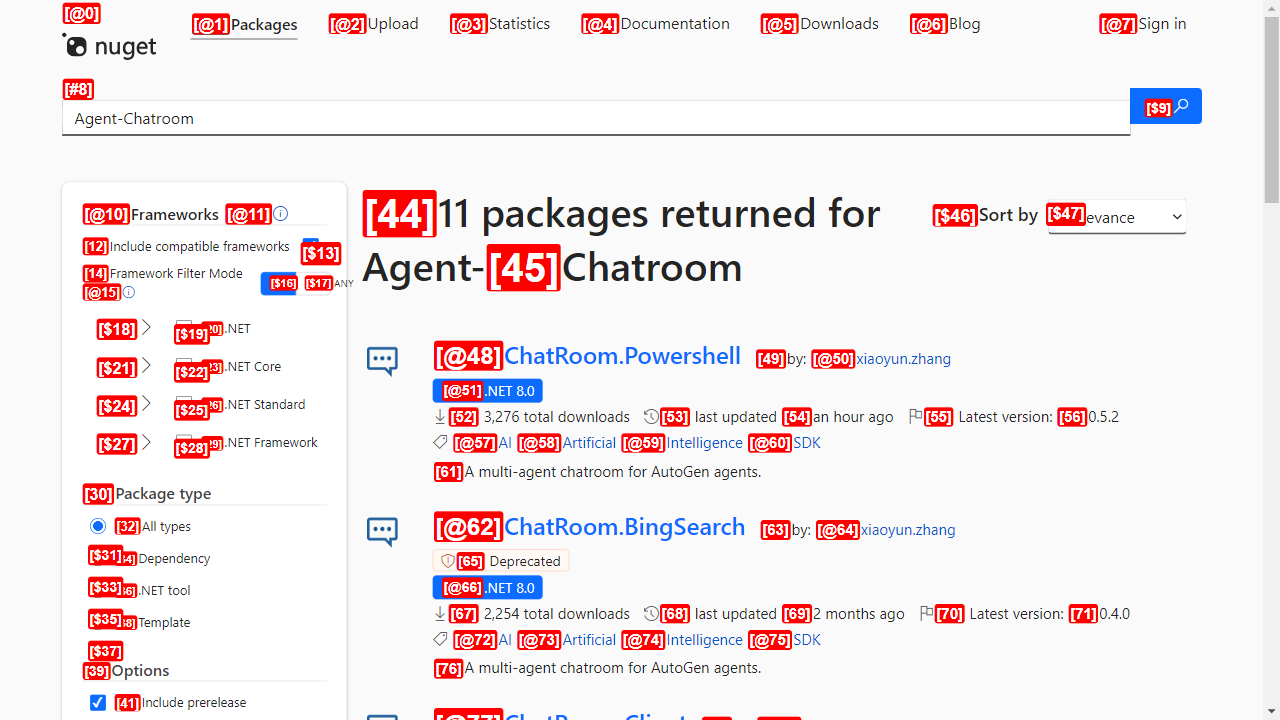 [@0]
nuget
[@1]Packages [@2]Upload [@3]Statistics [@4]Documentation [@5]Downloads [@6]Blog [@7]Sign in
[#8]
Agent-Chatroom [$9]
[@10]Frameworks [@11]
[12]Include compatible frameworks [$13]
[14]Framework Filter Mode
[@15] [$16] [$17]ANY
[$18] [$19] .NET
[$21] [$22] .NET Core
[$24] [$25] .NET Standard
[$27] [$28] .NET Framework
[30]Package type
[32]All types
[$31] Dependency
[$33] .NET tool
[$35] Template
[$37]
[39]Options
[41]Include prerelease
[44]11 packages returned for
Agent-[45]Chatroom
[$46]Sort by [$47]evance
[@48]ChatRoom.Powershell [49]by: [@50]xiaoyun.zhang
[@51].NET 8.0
[52] 3,276 total downloads [53] last updated [54]an hour ago [55] Latest version: [56]0.5.2
[@57]AI [@58]Artificial [@59]Intelligence [@60]SDK
[61]A multi-agent chatroom for AutoGen agents.
[@62]ChatRoom.BingSearch [63]by: [@64]xiaoyun.zhang
[65] Deprecated
[@66].NET 8.0
[67] 2,254 total downloads [68] last updated [69]2 months ago [70] Latest version: [71]0.4.0
[@72]AI [@73]Artificial [@74]Intelligence [@75]SDK
[76]A multi-agent chatroom for AutoGen agents.
[@77]ChatRoom.Client